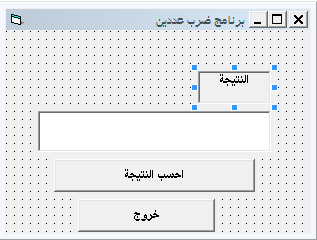 برنامج ضرب عددين
النتيجة
احسب النتيجة
خروج